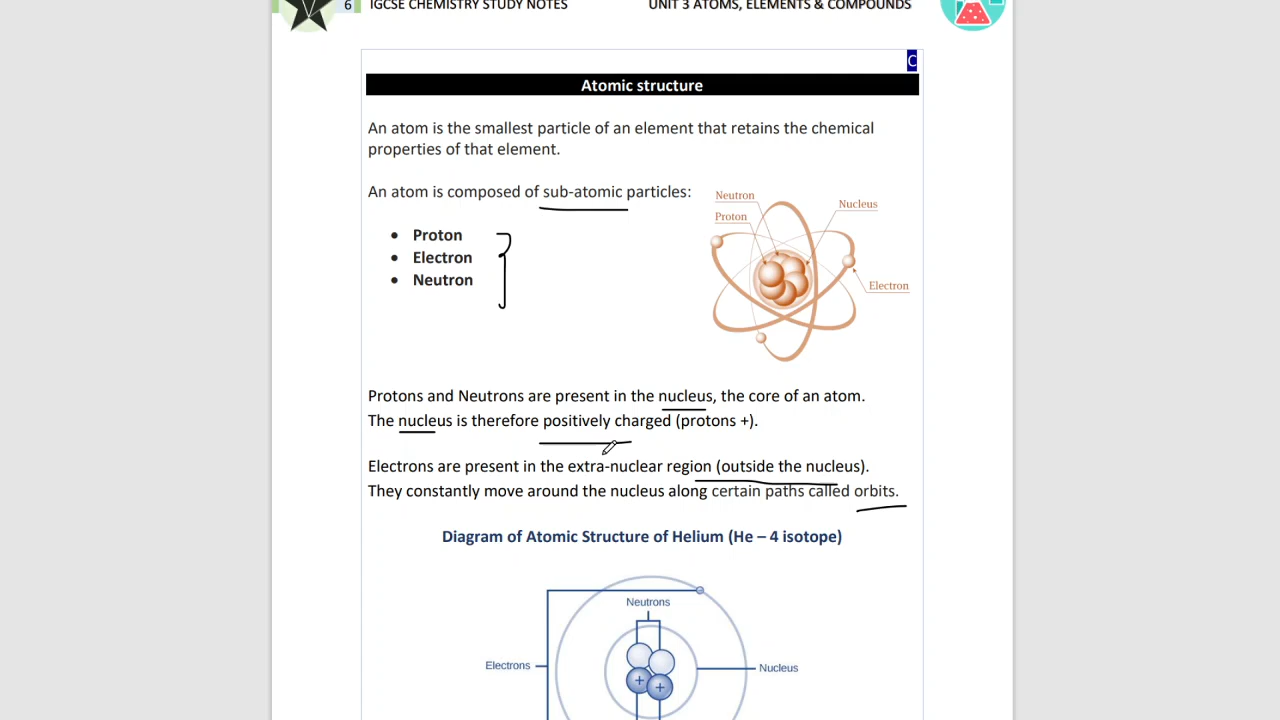 6 IGCSE CHEMISTRY STUDY NOTES UNIT 3 ATOMS, ELEMENTS & COMPOUNDS
C
Atomic structure
An atom is the smallest particle of an element that retains the chemical
properties of that element.
An atom is composed of sub-atomic particles:
• Proton
• Electron
• Neutron
Neutron
Nucleus
Proton
Electron
Protons and Neutrons are present in the nucleus, the core of an atom.
The nucleus is therefore positively charged (protons +).
Electrons are present in the extra-nuclear region (outside the nucleus).
They constantly move around the nucleus along certain paths called orbits.
Diagram of Atomic Structure of Helium (He – 4 isotope)
Neutrons
Electrons
Nucleus
+
+